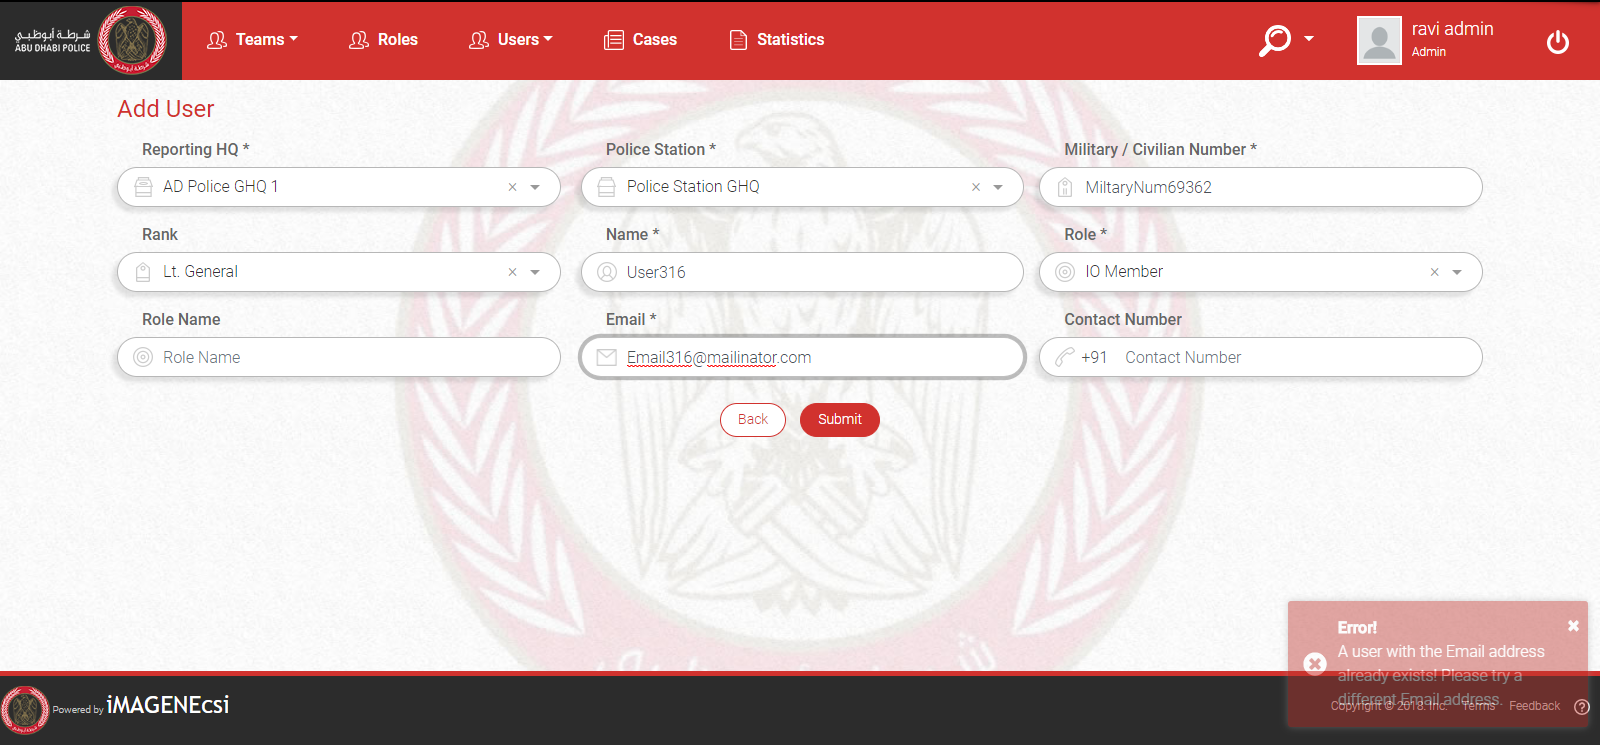 شرطة أبوظبي
ABU DHABI POLICE
Teams
Roles
Users
Cases
Statistics
ravi admin
Admin
Add User
Reporting HQ *
Police Station *
Military / Civilian Number *
AD Police GHQ 1
Police Station GHQ
MiltaryNum69362
Rank
Name *
Role *
Lt. General
User316
IO Member
Role Name
Email *
Contact Number
Role Name
Email316@mailinator.com
+91 Contact Number
Back
Submit
Error!
A user with the Email address
already exists! Please try a
different Email address.
Powered by iMAGENEcsi
Copyright © 2018. Inc. Terms Feedback